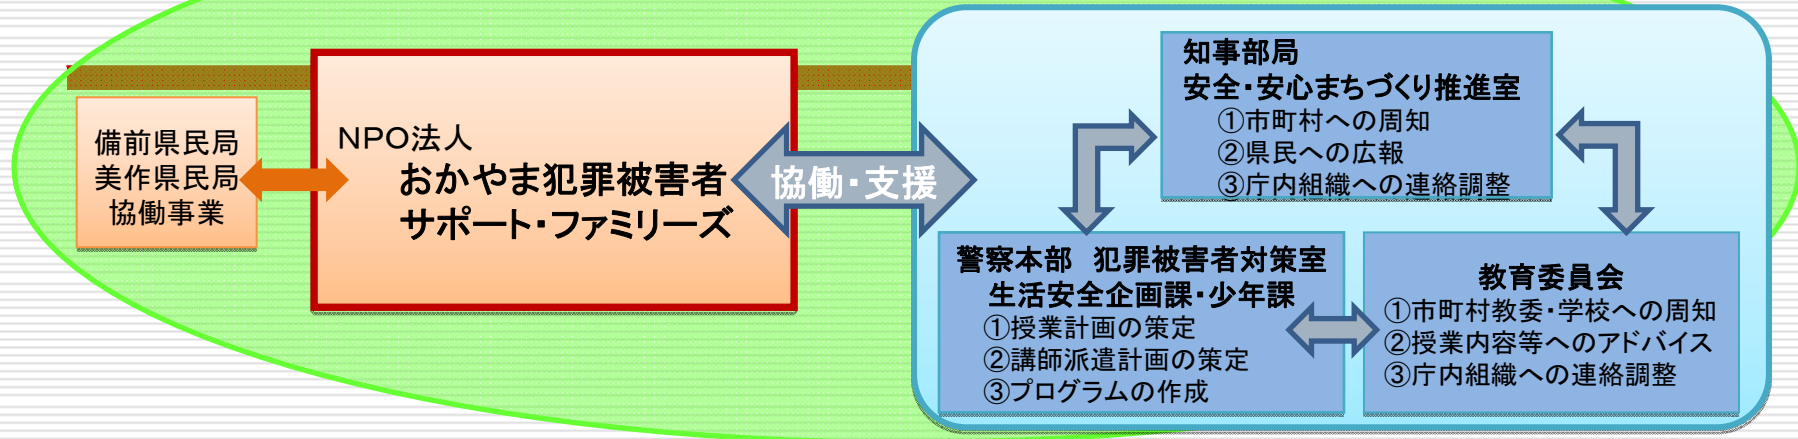 備前県民局
美作県民局
協働事業
NPO法人
おかやま犯罪被害者
サポート・ファミリーズ
協働・支援
知事部局
安全・安心まちづくり推進室
①市町村への周知
②県民への広報
③庁内組織への連絡調整
警察本部　犯罪被害者対策室
生活安全企画課・少年課
①授業計画の策定
②講師派遣計画の策定
③プログラムの作成
教育委員会
①市町村教委・学校への周知
②授業内容等へのアドバイス
③庁内組織への連絡調整